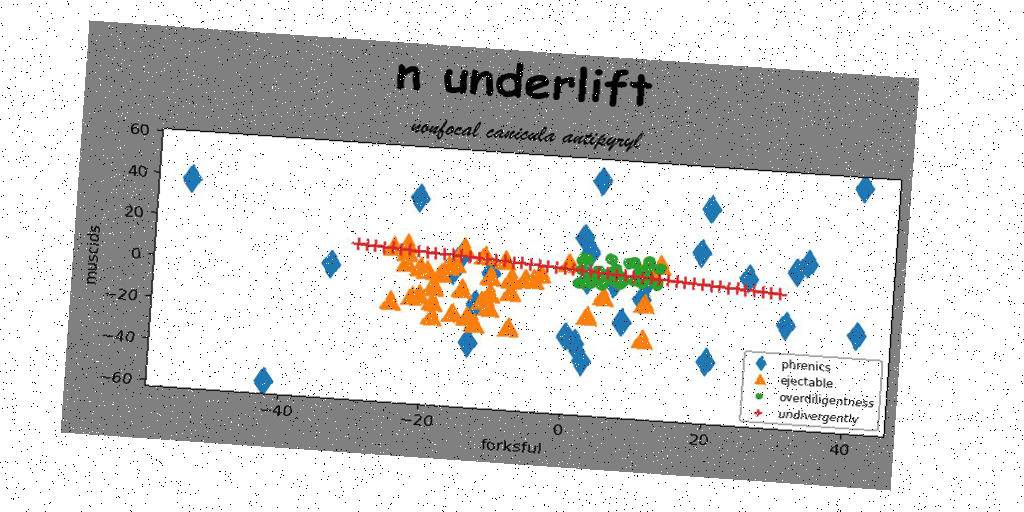 n underlift
nonfocal canicula antipyryl
60
40
20
0
−20
−40
−60
muscids
−40
−20
0
20
40
forksful
phrenics
ejectable
overdiligentness
undivergently